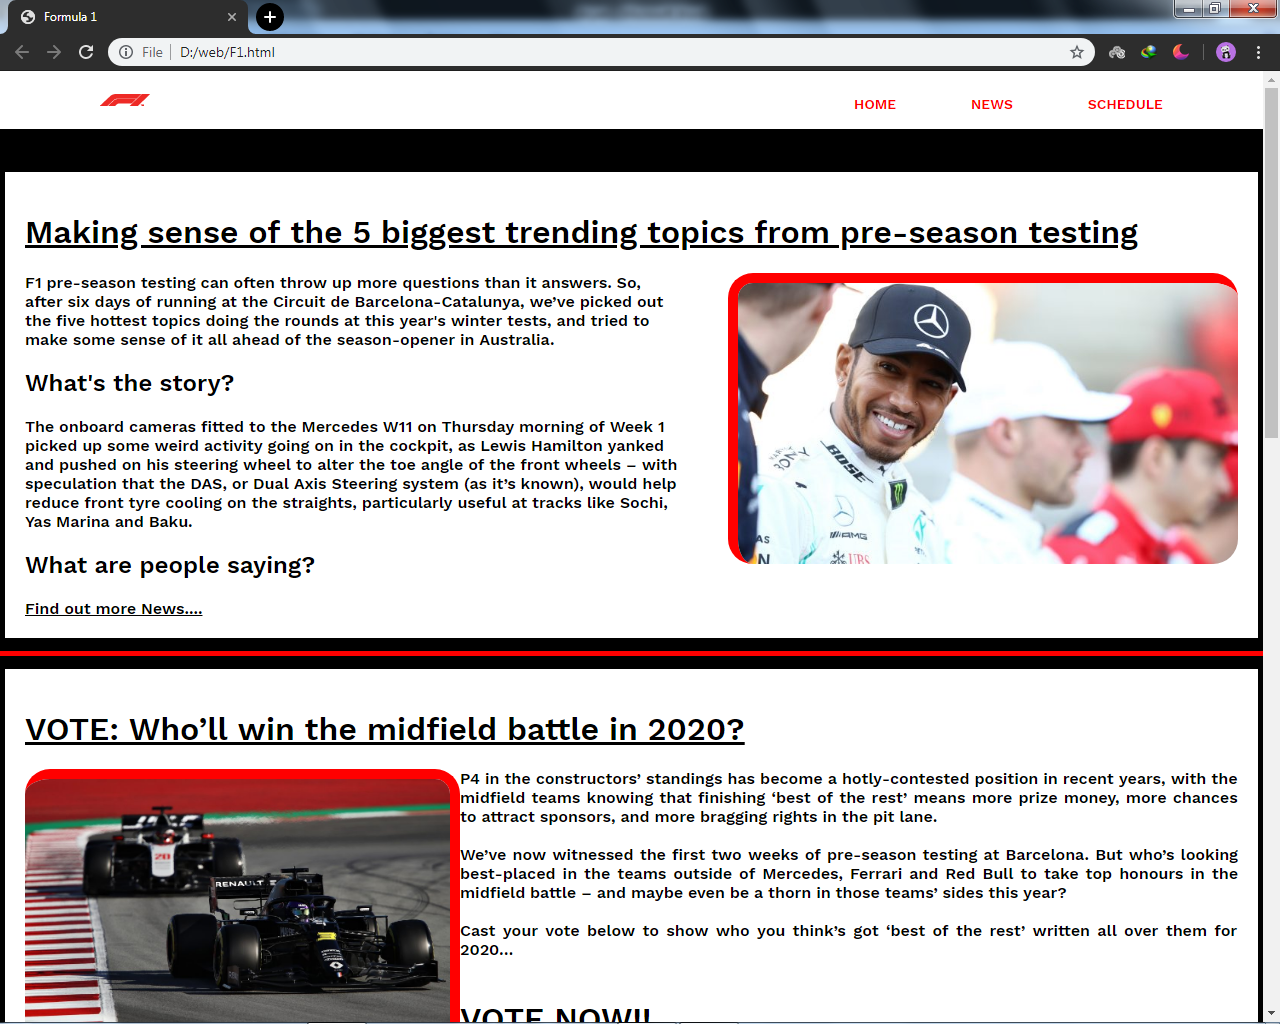 Formula 1
File
D:/web/F1.html
HOME
NEWS
SCHEDULE
Making sense of the 5 biggest trending topics from pre-season testing
F1 pre-season testing can often throw up more questions than it answers. So,
after six days of running at the Circuit de Barcelona-Catalunya, we’ve picked out
the five hottest topics doing the rounds at this year's winter tests, and tried to
make some sense of it all ahead of the season-opener in Australia.
What's the story?
The onboard cameras fitted to the Mercedes W11 on Thursday morning of Week 1
picked up some weird activity going on in the cockpit, as Lewis Hamilton yanked
and pushed on his steering wheel to alter the toe angle of the front wheels – with
speculation that the DAS, or Dual Axis Steering system (as it’s known), would help
reduce front tyre cooling on the straights, particularly useful at tracks like Sochi,
Yas Marina and Baku.
What are people saying?
Find out more News....
BOSE
SONY
AMG
UBS
VOTE: Who’ll win the midfield battle in 2020?
P4 in the constructors’ standings has become a hotly-contested position in recent years, with the
midfield teams knowing that finishing ‘best of the rest’ means more prize money, more chances
to attract sponsors, and more bragging rights in the pit lane.
We’ve now witnessed the first two weeks of pre-season testing at Barcelona. But who’s looking
best-placed in the teams outside of Mercedes, Ferrari and Red Bull to take top honours in the
midfield battle – and maybe even be a thorn in those teams’ sides this year?
Cast your vote below to show who you think’s got ‘best of the rest’ written all over them for
2020…
VOTE NOW!!
20
RENAULT